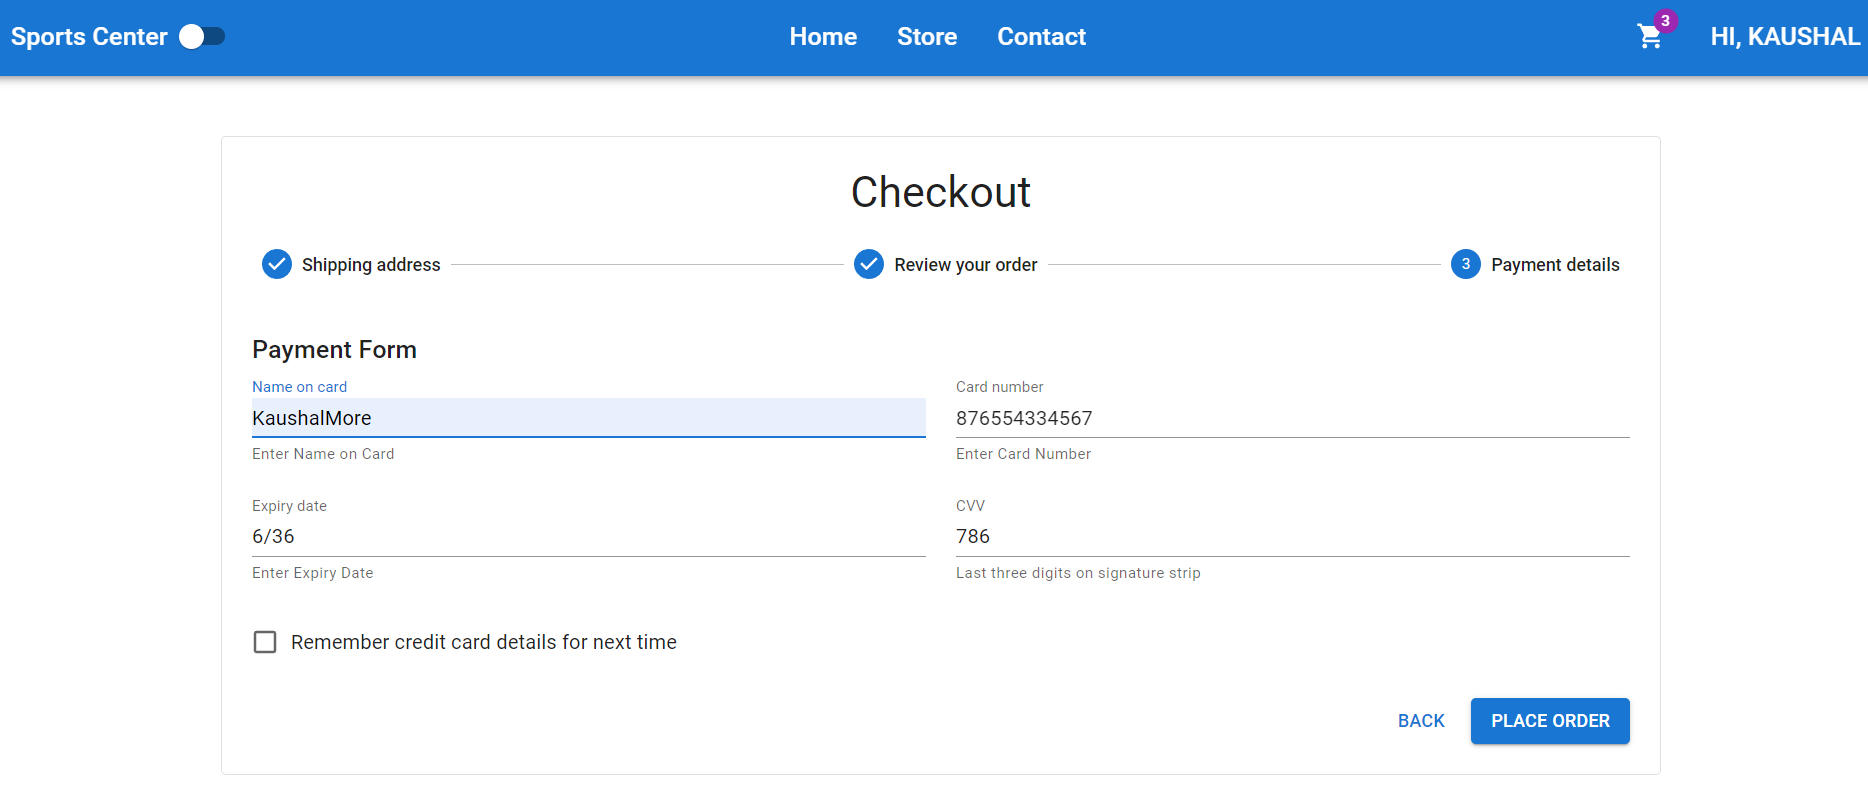 Sports Center
Home Store Contact
3
HI, KAUSHAL
Checkout
Shipping address
Review your order
3 Payment details
Payment Form
Name on card
KaushalMore
Enter Name on Card
Card number
876554334567
Enter Card Number
Expiry date
6/36
Enter Expiry Date
CVV
786
Last three digits on signature strip
Remember credit card details for next time
BACK
PLACE ORDER